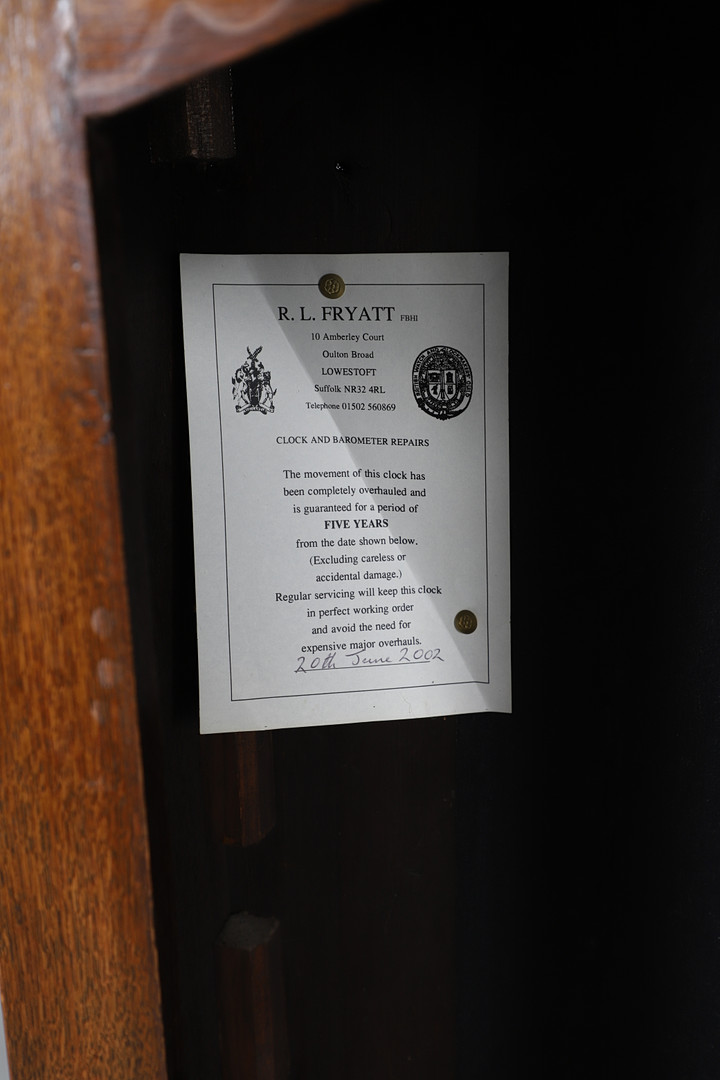 R. L. FRYATT FBHI
10 Amberley Court
Oulton Broad
LOWESTOFT
Suffolk NR32 4RL
Telephone 01502 560869
CLOCK AND BAROMETER REPAIRS
The movement of this clock has
been completely overhauled and
is guaranteed for a period of
FIVE YEARS
from the date shown below.
(Excluding careless or
accidental damage.)
Regular servicing will keep this clock
in perfect working order
and avoid the need for
expensive major overhauls.
20th June 2002